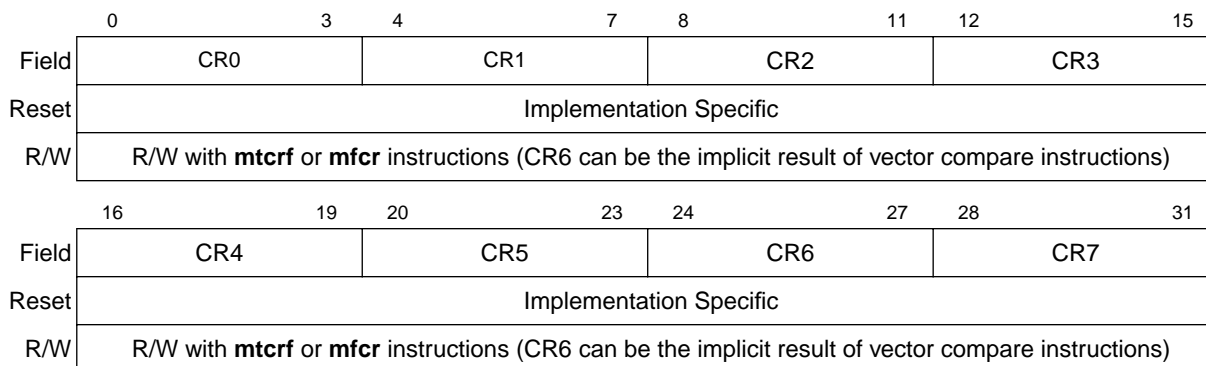 0 3 4 7 8 11 12 15
Field CR0 CR1 CR2 CR3
Reset Implementation Specific
R/W R/W with mtcrf or mfcr instructions (CR6 can be the implicit result of vector compare instructions)
16 19 20 23 24 27 28 31
Field CR4 CR5 CR6 CR7
Reset Implementation Specific
R/W R/W with mtcrf or mfcr instructions (CR6 can be the implicit result of vector compare instructions)